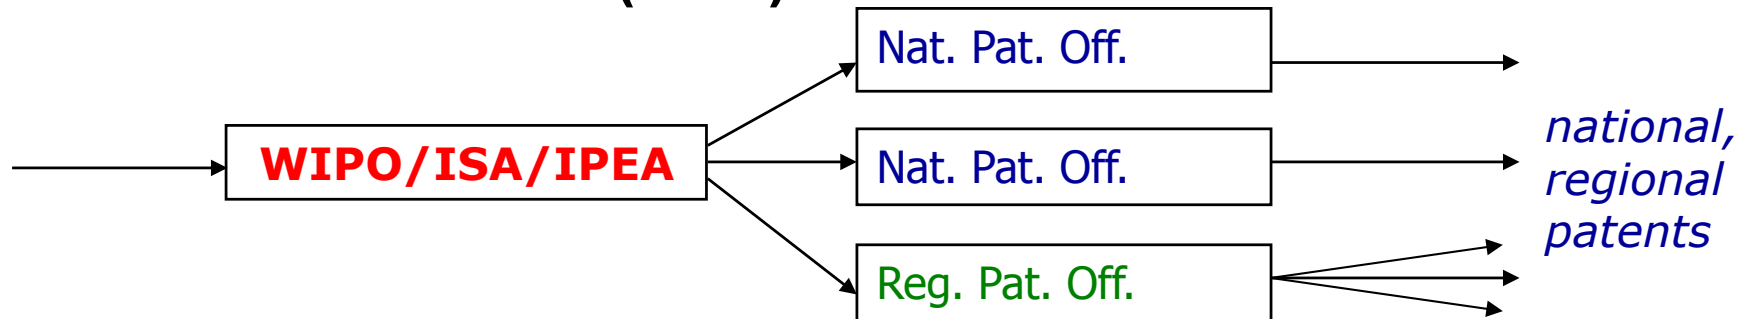 Nat. Pat. Off.
WIPO/ISA/IPEA
Nat. Pat. Off.
Reg. Pat. Off.
national,
regional
patents